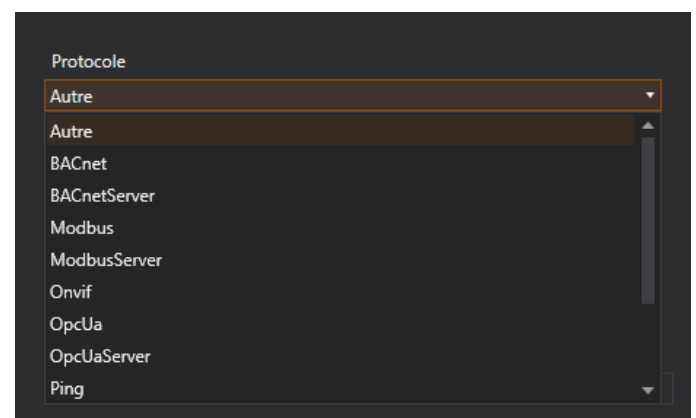 Protocole
Autre
Autre
BACnet
BACnetServer
Modbus
ModbusServer
Onvif
OpcUa
OpcUaServer
Ping